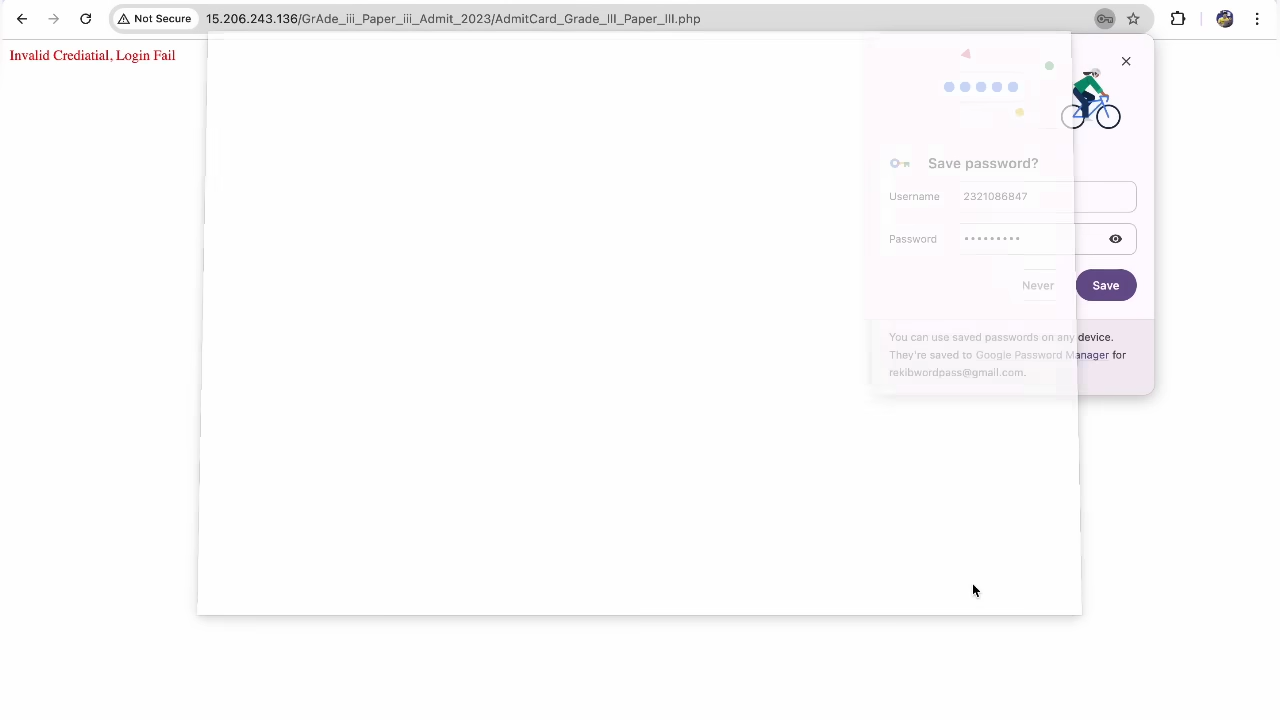 Not Secure 15.206.243.136/GrAde_iii_Paper_iii_Admit_2023/AdmitCard_Grade_III_Paper_III.php
Invalid Crediatial, Login Fail
Save password?
Username 2321086847
Password •••••••••
Never Save
You can use saved passwords on any device.
They're saved to Google Password Manager for
rekibwordpass@gmail.com.